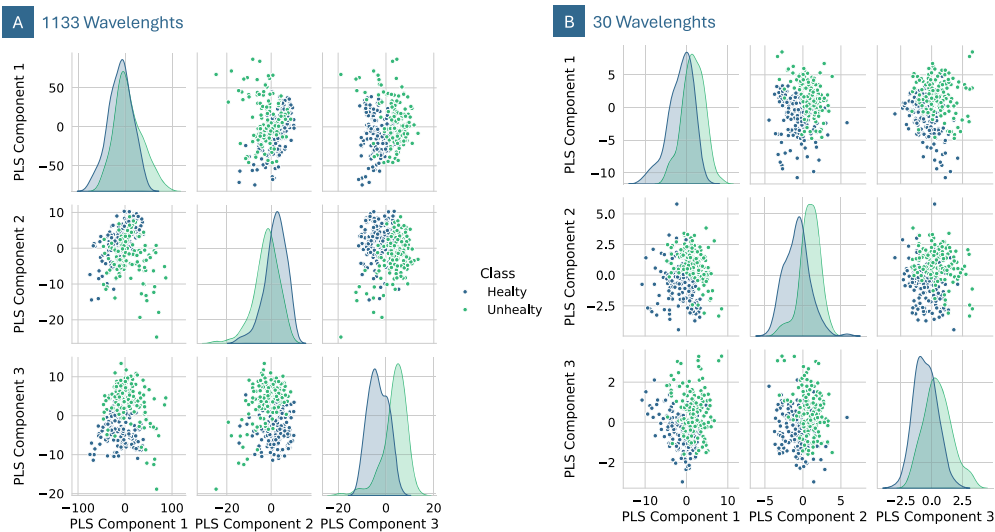 A 1133 Wavelenghts
PLS Component 1
50
0
−50
PLS Component 2
10
0
−10
−20
PLS Component 3
10
0
−10
−20
−100 0 100
PLS Component 1
−20 0
PLS Component 2
−20 0 20
PLS Component 3
Class
Healty
Unhealty
B 30 Wavelengths
PLS Component 1
5
0
−5
−10
PLS Component 2
5.0
2.5
0.0
−2.5
PLS Component 3
2
0
−2
−10 0 10
PLS Component 1
−5 0 5
PLS Component 2
−2.5 0.0 2.5
PLS Component 3